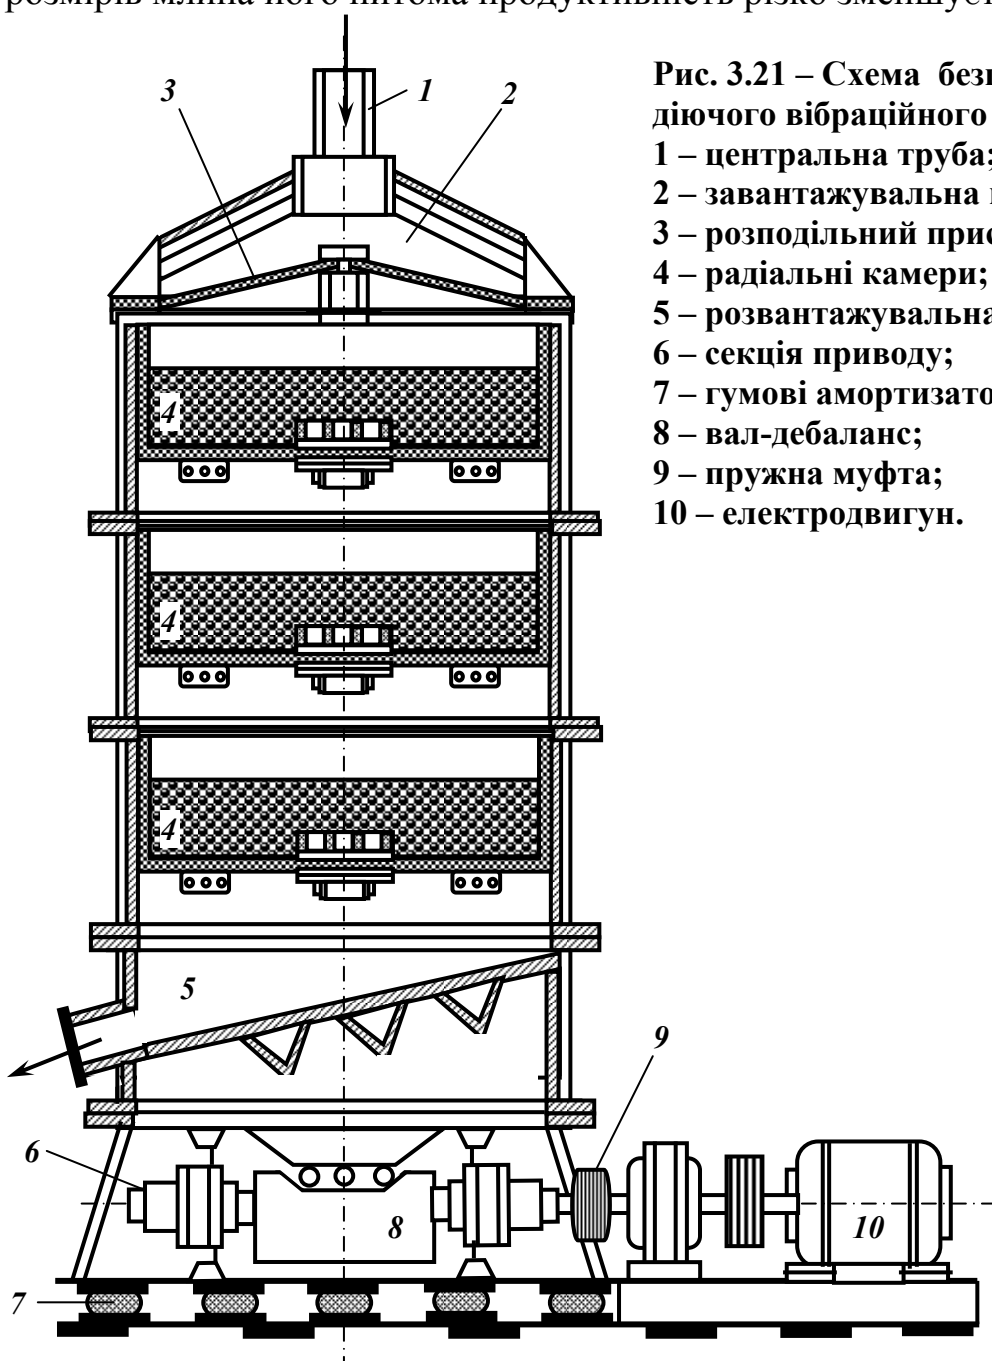 розмірів млина його питома продуктивність різко зменшуєт
Рис. 3.21 – Схема безп
діючого вібраційного
1 – центральна труба;
2 – завантажувальна
3 – розподільний прис
4 – радіальні камери;
5 – розвантажувальна
6 – секція приводу;
7 – гумові амортизато
8 – вал-дебаланс;
9 – пружна муфта;
10 – електродвигун.
3
1
2
4
4
4
5
9
6
8
10
7